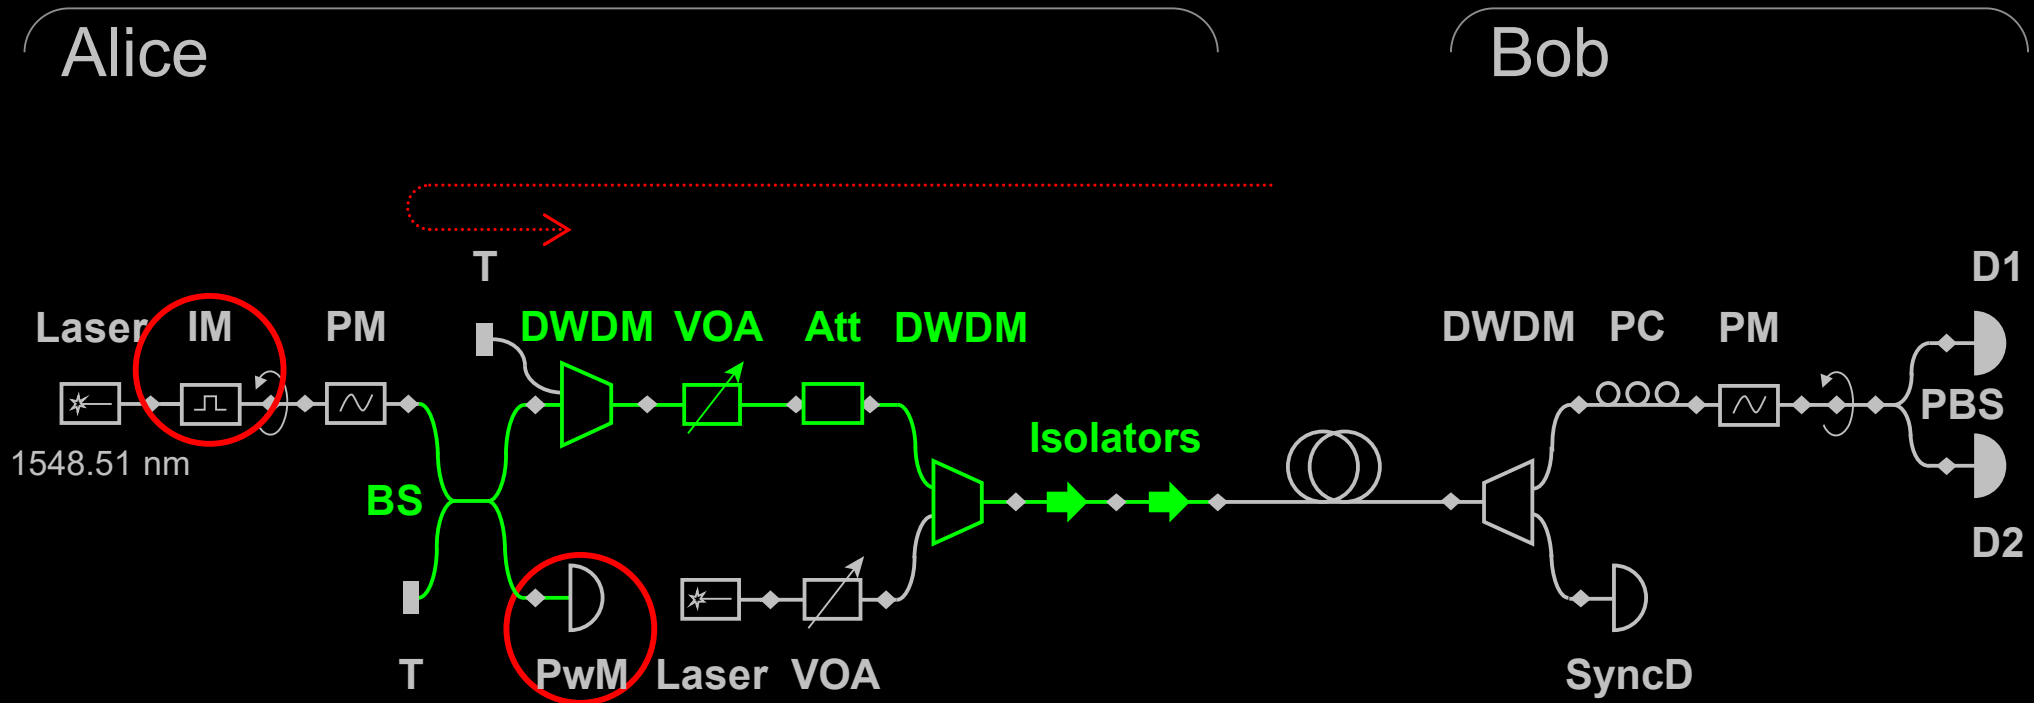 Alice
Bob
T
D1
Laser IM PM DWDM VOA Att DWDM DWDM PC PM
PBS
Isolators
1548.51 nm
BS
D2
T PwM Laser VOA SyncD